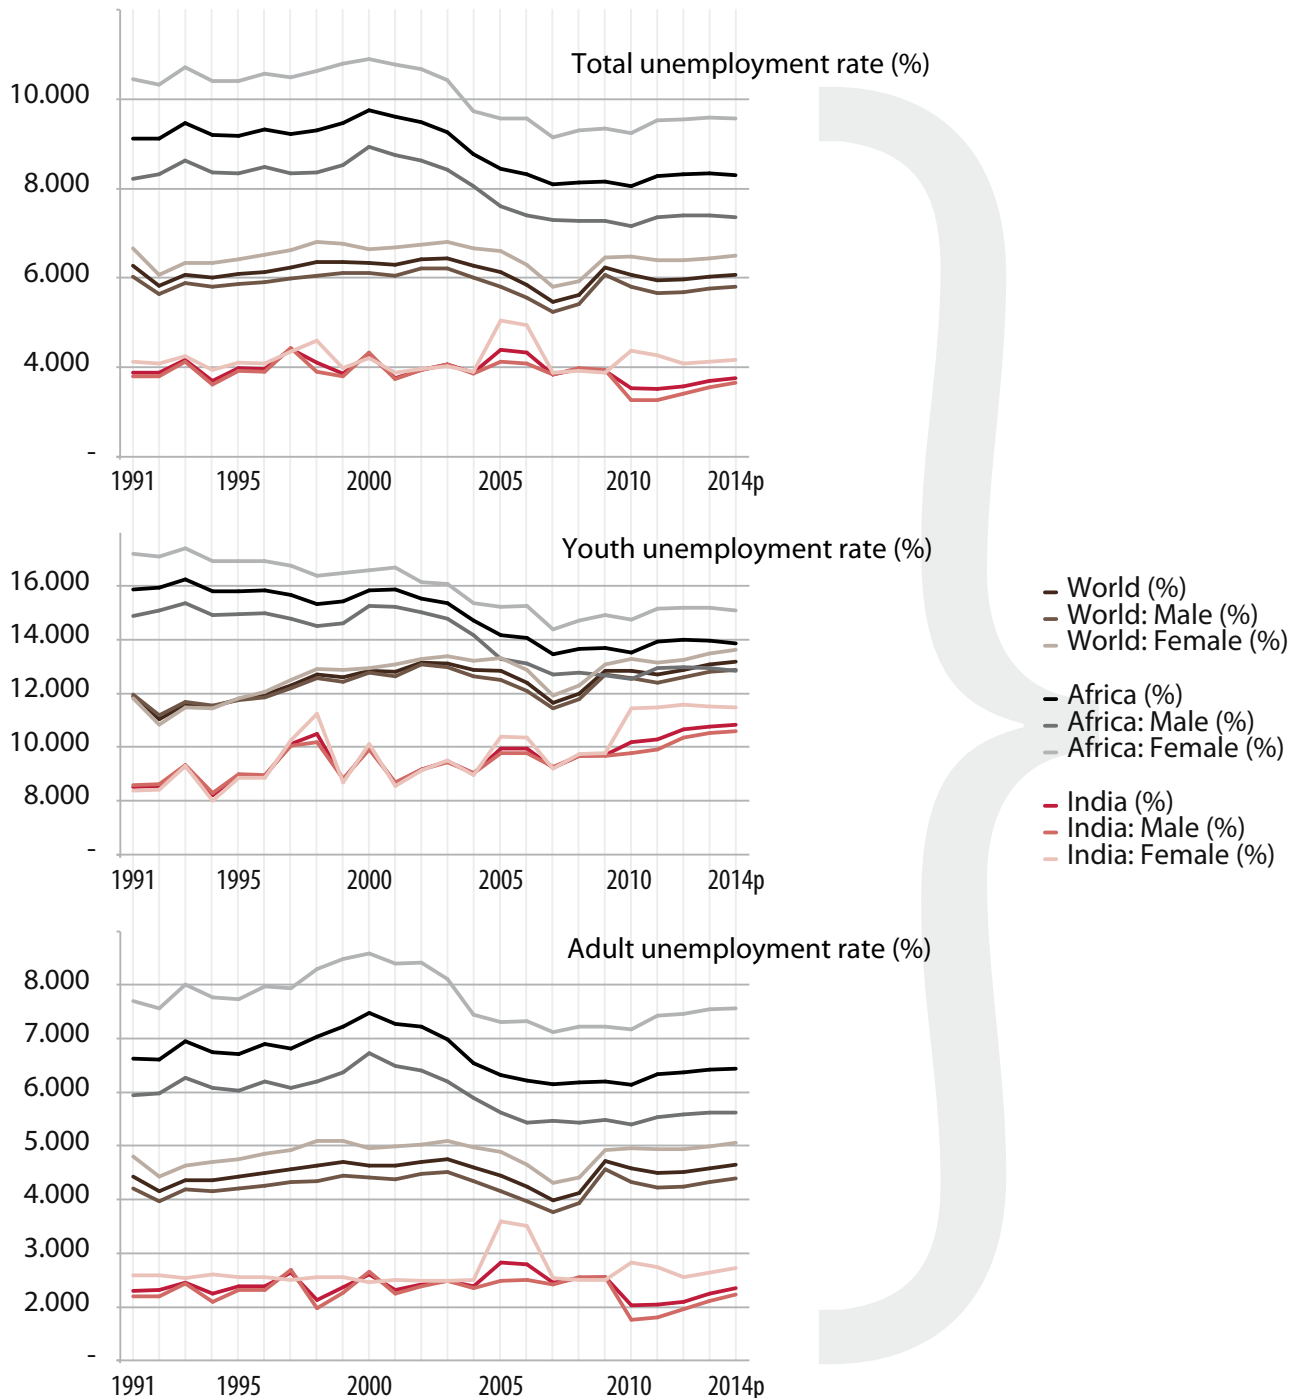 Total unemployment rate (%)
10.000
8.000
6.000
4.000
-
1991 1995 2000 2005 2010 2014p
Youth unemployment rate (%)
16.000
14.000
12.000
10.000
8.000
-
1991 1995 2000 2005 2010 2014p
World (%)
World: Male (%)
World: Female (%)
Africa (%)
Africa: Male (%)
Africa: Female (%)
India (%)
India: Male (%)
India: Female (%)
Adult unemployment rate (%)
8.000
7.000
6.000
5.000
4.000
3.000
2.000
-
1991 1995 2000 2005 2010 2014p